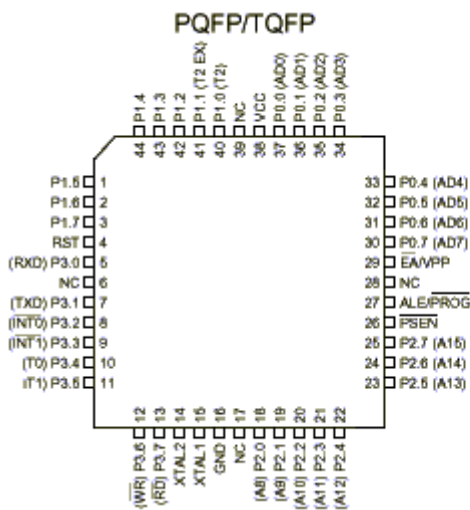 PQFP/TQFP
P1.4
P1.3
P1.2
P1.1 (T2 EX)
P1.0 (T2)
NC
VCC
P0.0 (AD0)
P0.1 (AD1)
P0.2 (AD2)
P0.3 (AD3)
44
43
42
41
40
39
38
37
36
35
34
P1.5 1
P1.6 2
P1.7 3
RST 4
(RXD) P3.0 5
NC 6
(TXD) P3.1 7
(INT0) P3.2 8
(INT1) P3.3 9
(T0) P3.4 10
(T1) P3.5 11
33 P0.4 (AD4)
32 P0.5 (AD5)
31 P0.6 (AD6)
30 P0.7 (AD7)
29 EA/VPP
28 NC
27 ALE/PROG
26 PSEN
25 P2.7 (A15)
24 P2.6 (A14)
23 P2.5 (A13)
12
13
14
15
16
17
18
19
20
21
22
(WR) P3.6
(RD) P3.7
XTAL2
XTAL1
GND
NC
(A8) P2.0
(A9) P2.1
(A10) P2.2
(A11) P2.3
(A12) P2.4